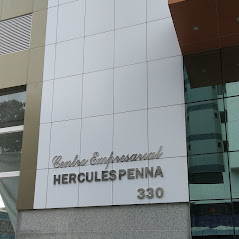 Centro Empresarial
HERCULES PENNA
330